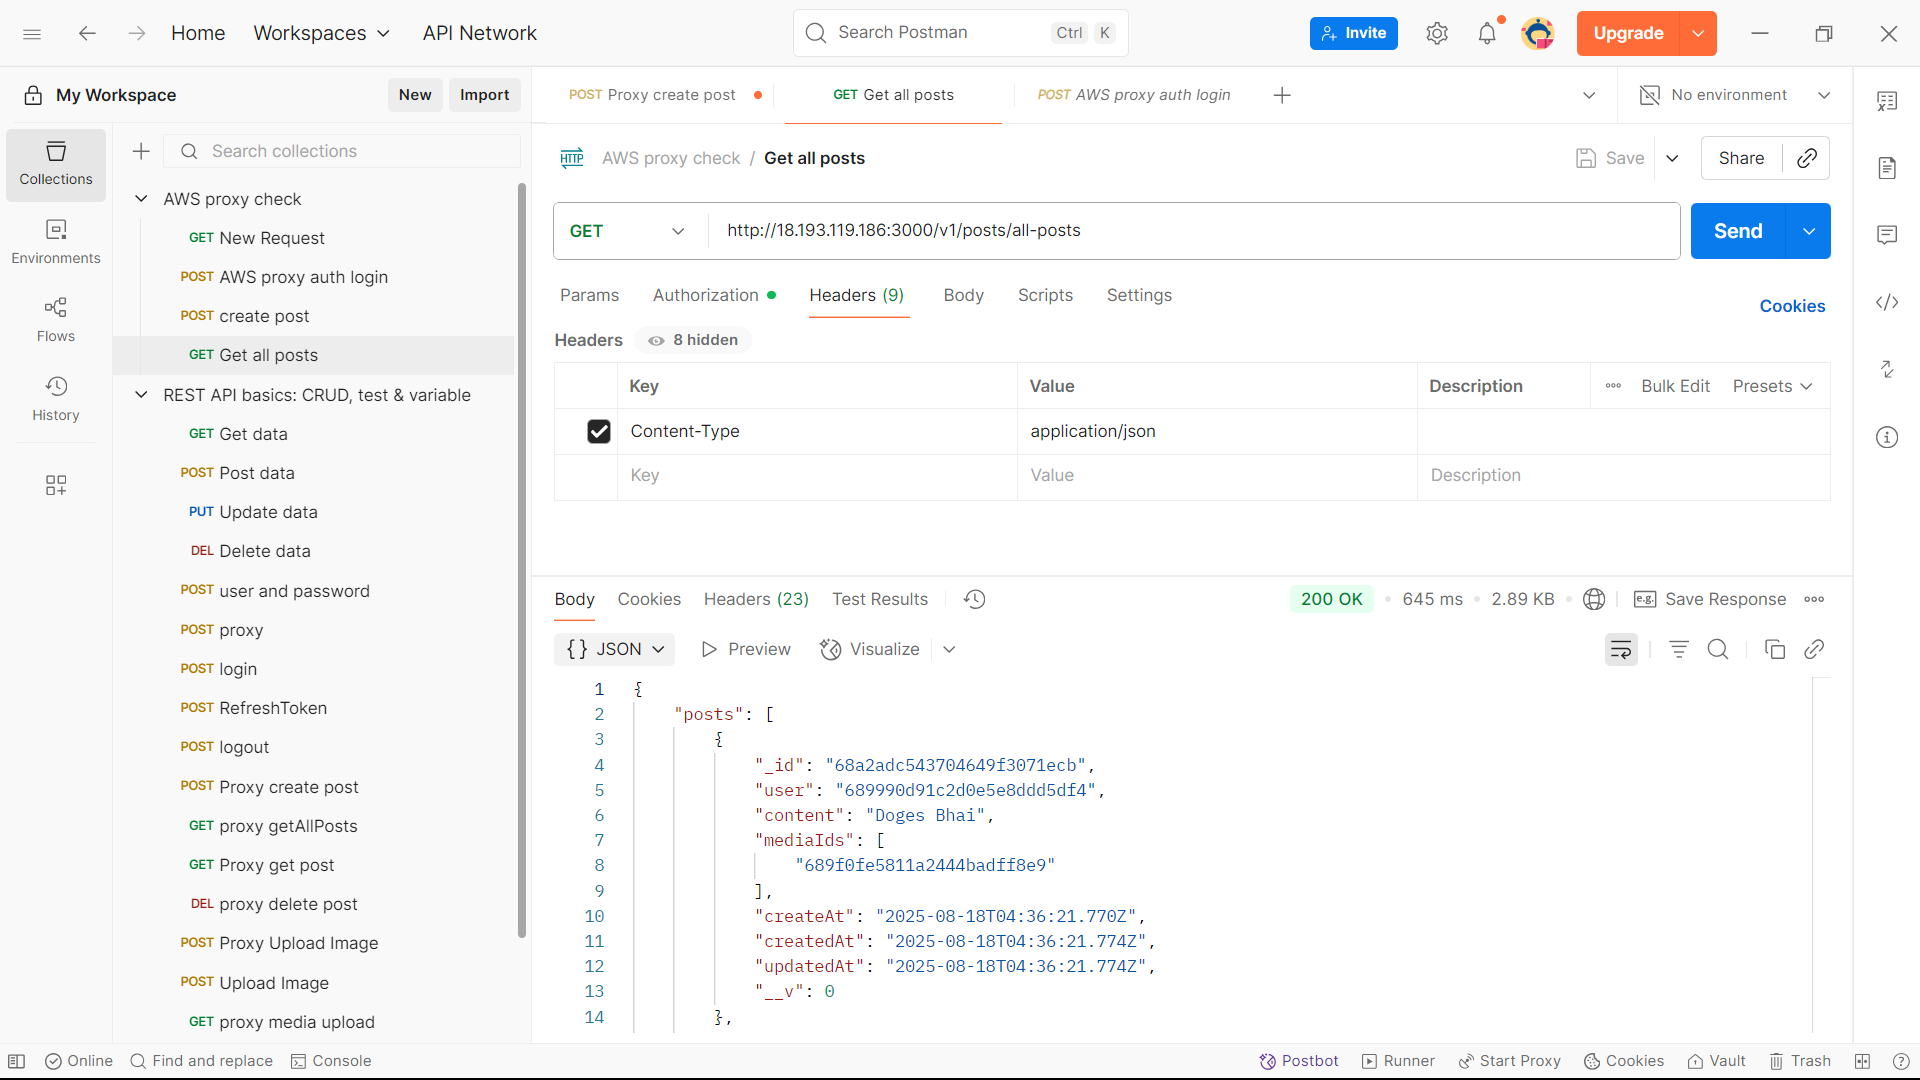 Home Workspaces API Network Search Postman Ctrl K Invite Upgrade
My Workspace New Import
POST Proxy create post GET Get all posts POST AWS proxy auth login No environment
Collections
Environments
Flows
History
Search collections
AWS proxy check
GET New Request
POST AWS proxy auth login
POST create post
GET Get all posts
REST API basics: CRUD, test & variable
GET Get data
POST Post data
PUT Update data
DEL Delete data
POST user and password
POST proxy
POST login
POST RefreshToken
POST logout
POST Proxy create post
GET proxy getAllPosts
GET Proxy get post
DEL proxy delete post
POST Proxy Upload Image
POST Upload Image
GET proxy media upload
HTTP AWS proxy check / Get all posts Save Share
GET http://18.193.119.186:3000/v1/posts/all-posts Send
Params Authorization Headers (9) Body Scripts Settings Cookies
Headers 8 hidden
Key Value Description Bulk Edit Presets
Content-Type application/json
Key Value Description
Body Cookies Headers (23) Test Results 200 OK 645 ms 2.89 KB e.g. Save Response
{} JSON Preview Visualize
1 {
2 "posts": [
3 {
4 "_id": "68a2adc543704649f3071ecb",
5 "user": "689990d91c2d0e5e8ddd5df4",
6 "content": "Doges Bhai",
7 "mediaIds": [
8 "689f0fe5811a2444badff8e9"
9 ],
10 "createAt": "2025-08-18T04:36:21.770Z",
11 "createdAt": "2025-08-18T04:36:21.774Z",
12 "updatedAt": "2025-08-18T04:36:21.774Z",
13 "__v": 0
14 },
Online Find and replace Console Postbot Runner Start Proxy Cookies Vault Trash